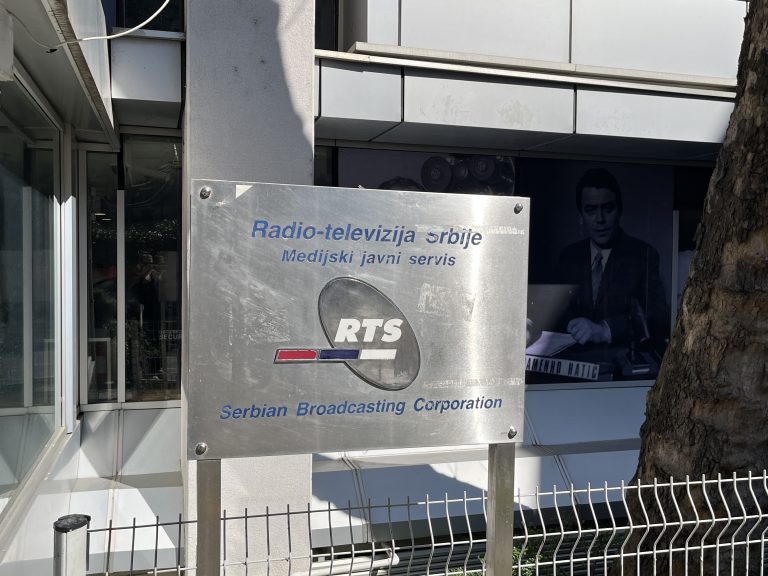 Radio-televizija Srbije
Medijski javni servis
RTS
Serbian Broadcasting Corporation